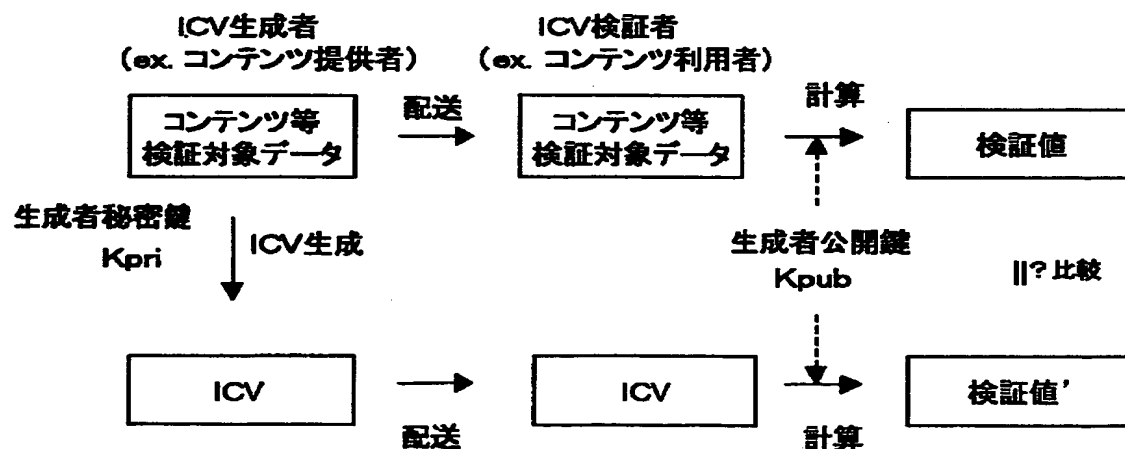 ICV生成者
(ex. コンテンツ提供者)
ICV検証者
(ex. コンテンツ利用者)
コンテンツ等
検証対象データ
配送
コンテンツ等
検証対象データ
計算
検証値
生成者秘密鍵
Kpri
ICV生成
生成者公開鍵
Kpub
||? 比較
ICV
配送
ICV
計算
検証値'